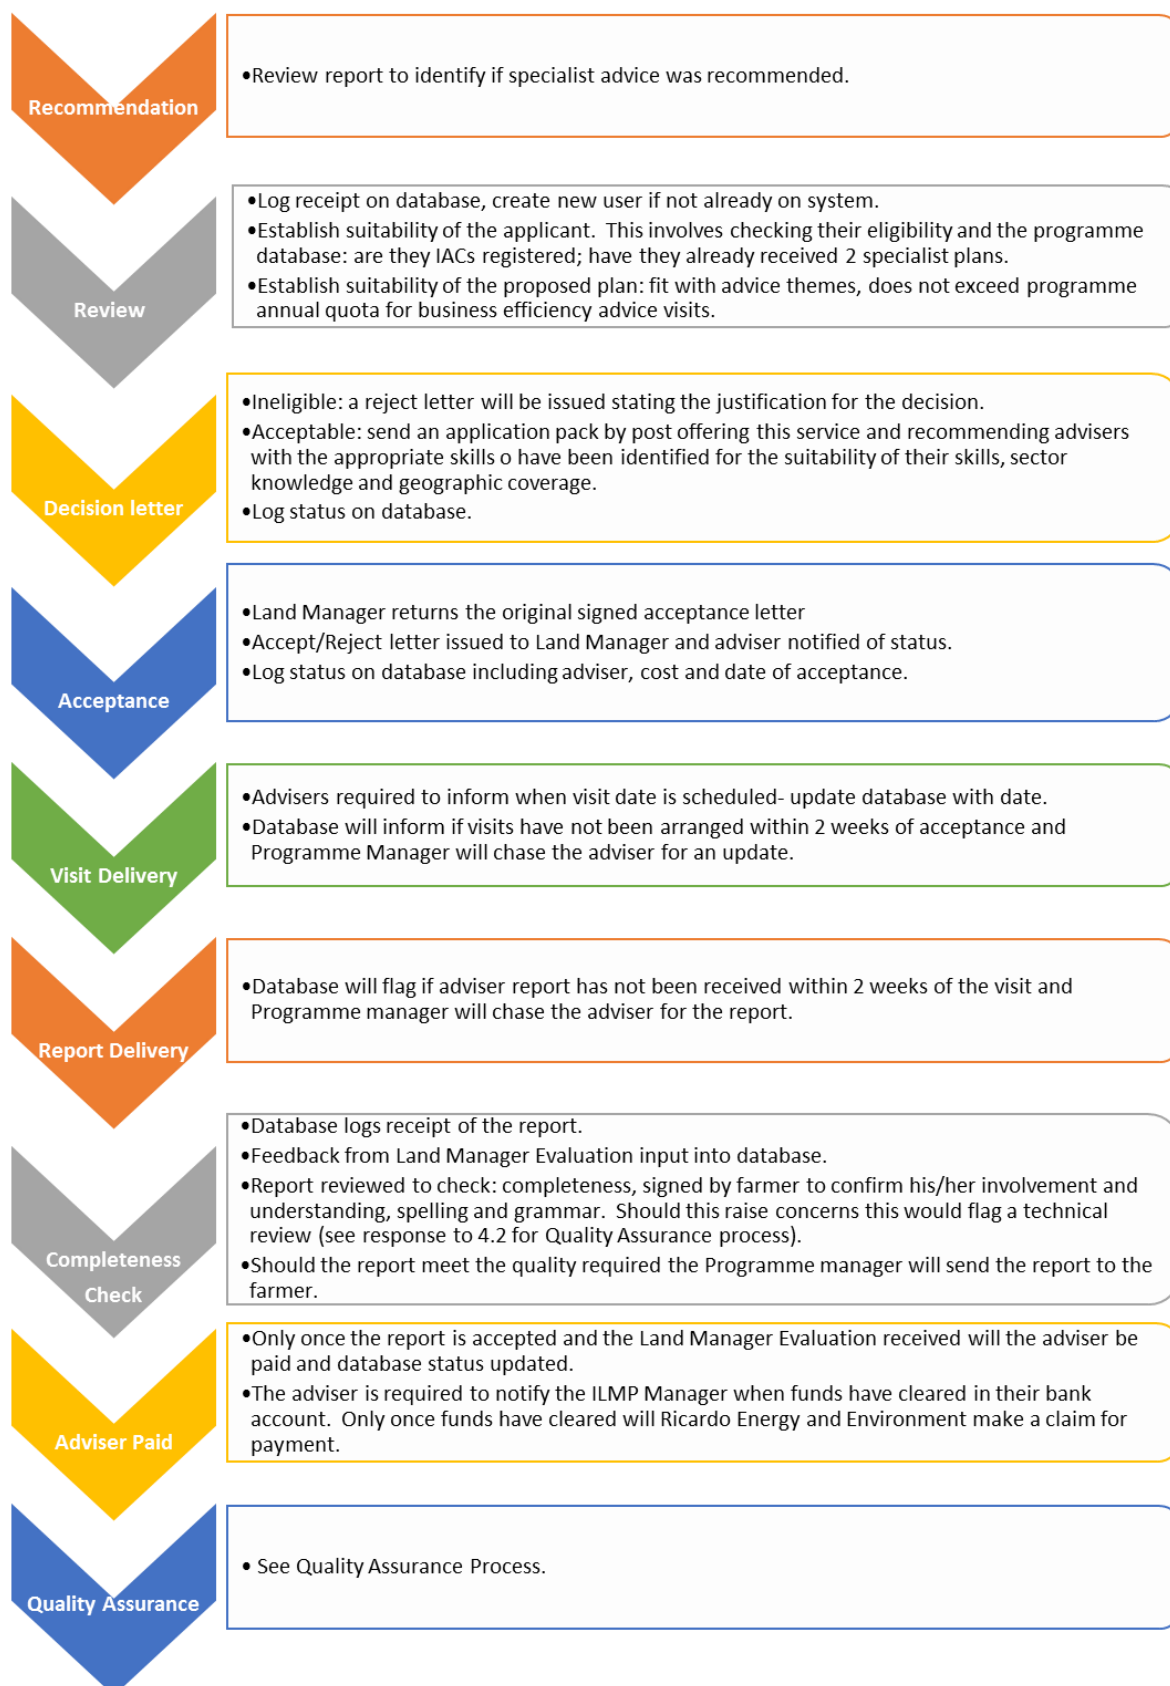 Recommendation
•Review report to identify if specialist advice was recommended.
Review
•Log receipt on database, create new user if not already on system.
•Establish suitability of the applicant. This involves checking their eligibility and the programme
database: are they IACs registered; have they already received 2 specialist plans.
•Establish suitability of the proposed plan: fit with advice themes, does not exceed programme
annual quota for business efficiency advice visits.
Decision letter
•Ineligible: a reject letter will be issued stating the justification for the decision.
•Acceptable: send an application pack by post offering this service and recommending advisers
with the appropriate skills o have been identified for the suitability of their skills, sector
knowledge and geographic coverage.
•Log status on database.
Acceptance
•Land Manager returns the original signed acceptance letter
•Accept/Reject letter issued to Land Manager and adviser notified of status.
•Log status on database including adviser, cost and date of acceptance.
Visit Delivery
•Advisers required to inform when visit date is scheduled- update database with date.
•Database will inform if visits have not been arranged within 2 weeks of acceptance and
Programme Manager will chase the adviser for an update.
Report Delivery
•Database will flag if adviser report has not been received within 2 weeks of the visit and
Programme manager will chase the adviser for the report.
Completeness
Check
•Database logs receipt of the report.
•Feedback from Land Manager Evaluation input into database.
•Report reviewed to check: completeness, signed by farmer to confirm his/her involvement and
understanding, spelling and grammar. Should this raise concerns this would flag a technical
review (see response to 4.2 for Quality Assurance process).
•Should the report meet the quality required the Programme manager will send the report to the
farmer.
Adviser Paid
•Only once the report is accepted and the Land Manager Evaluation received will the adviser be
paid and database status updated.
•The adviser is required to notify the ILMP Manager when funds have cleared in their bank
account. Only once funds have cleared will Ricardo Energy and Environment make a claim for
payment.
Quality Assurance
• See Quality Assurance Process.